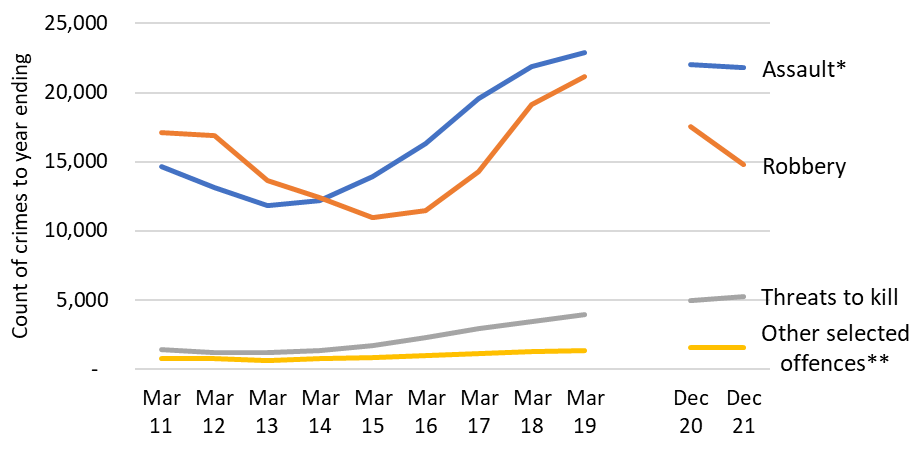 Count of crimes to year ending
25,000
20,000
15,000
10,000
5,000
-
Assault*
Robbery
Threats to kill
Other selected
offences**
Mar Mar Mar Mar Mar Mar Mar Mar Mar Dec Dec
11 12 13 14 15 16 17 18 19 20 21